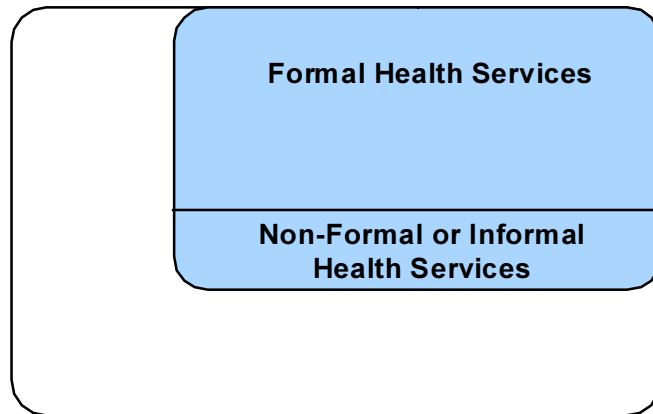 Formal Health Services
Non-Formal or Informal
Health Services